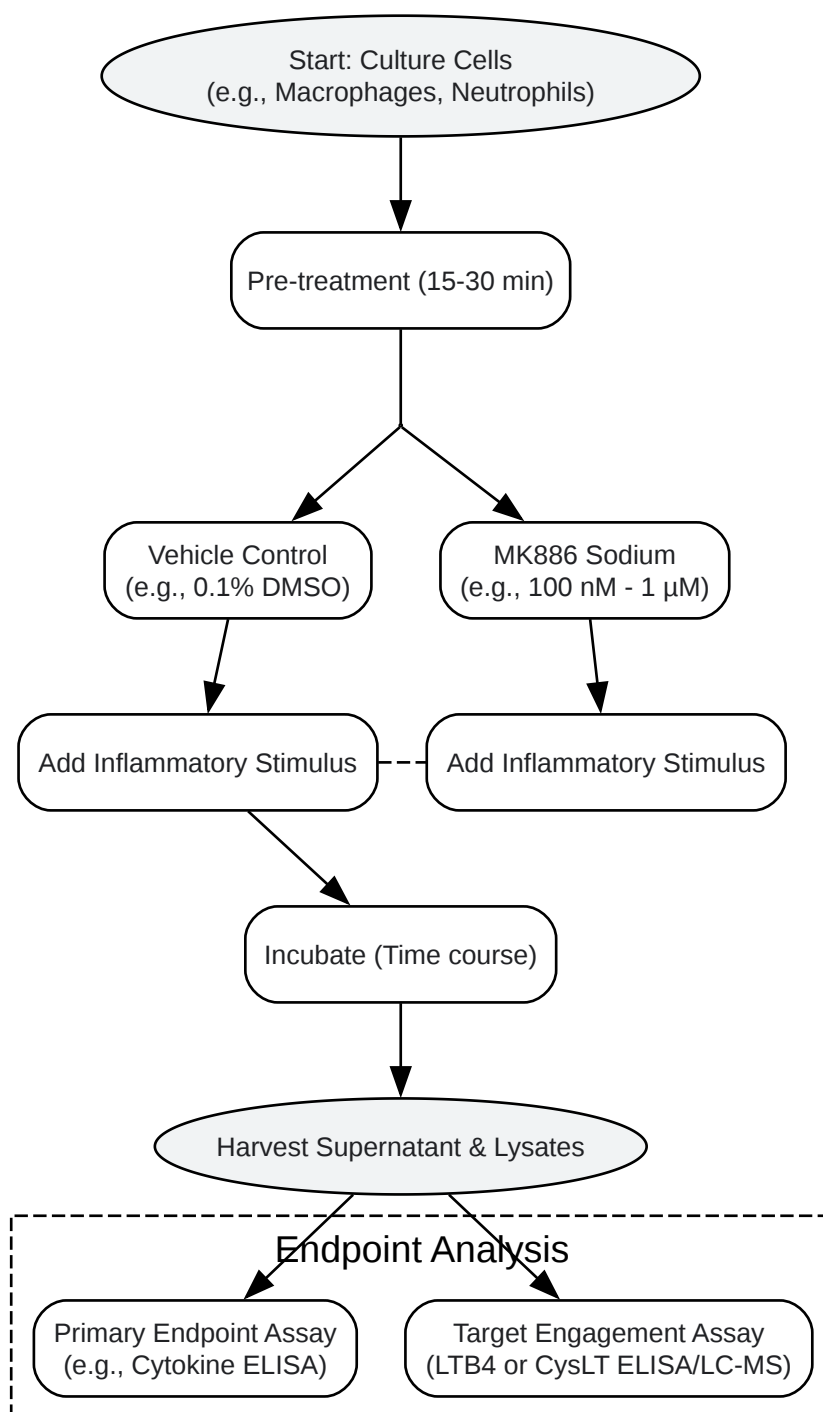 Start: Culture Cells
(e.g., Macrophages, Neutrophils)
Pre-treatment (15-30 min)
Vehicle Control
(e.g., 0.1% DMSO)
MK886 Sodium
(e.g., 100 nM - 1 µM)
Add Inflammatory Stimulus
Add Inflammatory Stimulus
Incubate (Time course)
Harvest Supernatant & Lysates
Endpoint Analysis
Primary Endpoint Assay
(e.g., Cytokine ELISA)
Target Engagement Assay
(LTB4 or CysLT ELISA/LC-MS)